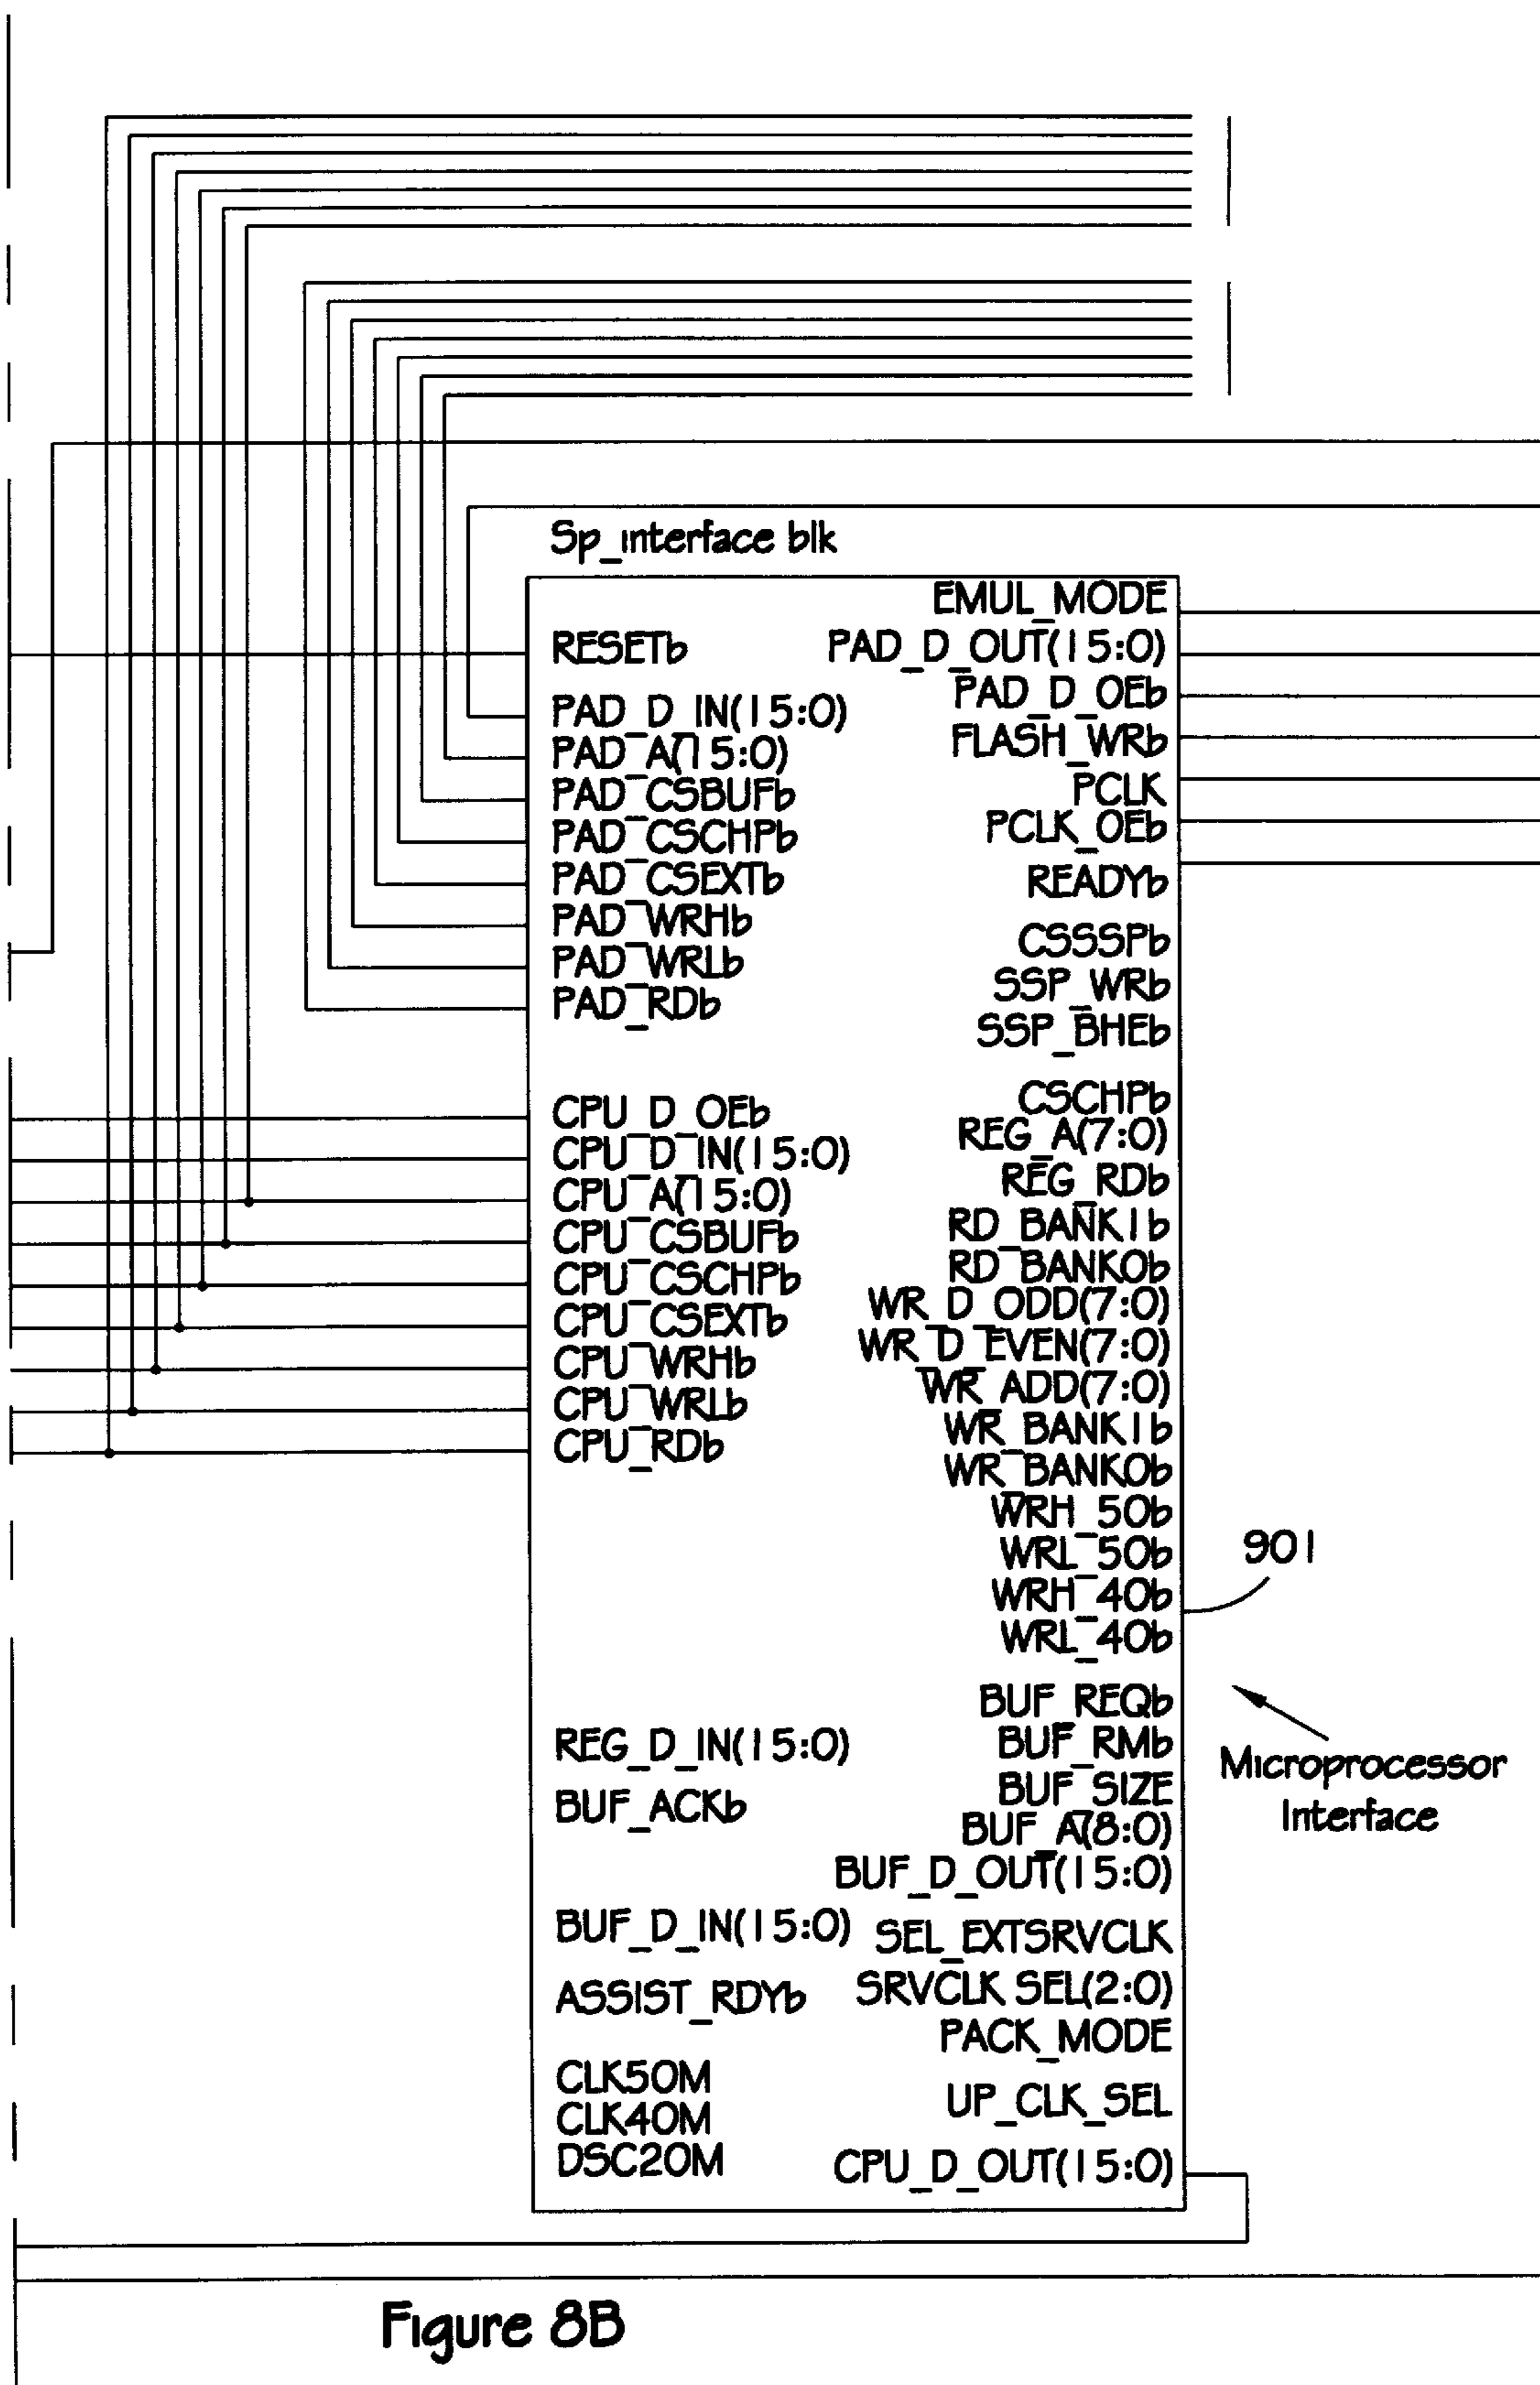 Sp_interface blk
EMUL_MODE
RESETb
PAD_D_OUT(15:0)
PAD_D_IN(15:0)
PAD_D_OEb
PAD_A(15:0)
FLASH_WRb
PAD_CSBUFb
PCLK
PAD_CSCHPb
PCLK_OEb
PAD_CSEXTb
READYb
PAD_WRHb
CSSSPb
PAD_WRLb
SSP_WRb
PAD_RDb
SSP_BHEb
CPU_D_OEb
CSCHPb
CPU_D_IN(15:0)
REG_A(7:0)
CPU_A(15:0)
REG_RDb
CPU_CSBUFb
RD_BANK1b
CPU_CSCHPb
RD_BANK0b
CPU_CSEXTb
WR_D_ODD(7:0)
CPU_WRHb
WR_D_EVEN(7:0)
CPU_WRLb
WR_ADD(7:0)
CPU_RDb
WR_BANK1b
WR_BANK0b
WRH_50b
WRL_50b
901
WRH_40b
WRL_40b
BUF_REQb
REG_D_IN(15:0)
BUF_RMb
Microprocessor
Interface
BUF_ACKb
BUF_SIZE
BUF_A(8:0)
BUF_D_OUT(15:0)
BUF_D_IN(15:0)
SEL_EXTSRVCLK
ASSIST_RDYb
SRVCLK SEL(2:0)
PACK_MODE
CLK50M
UP_CLK_SEL
CLK40M
DSC20M
CPU_D_OUT(15:0)
Figure 8B